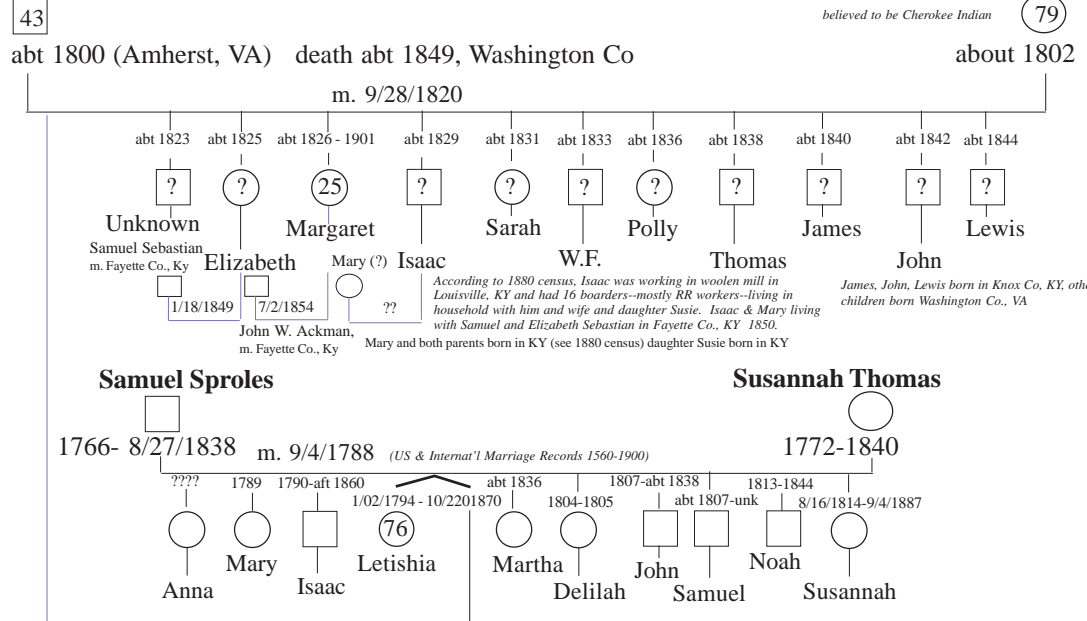 43
believed to be Cherokee Indian
79
abt 1800 (Amherst, VA) death abt 1849, Washington Co
about 1802
m. 9/28/1820
abt 1823 abt 1825 abt 1826 - 1901 abt 1829 abt 1831 abt 1833 abt 1836 abt 1838 abt 1840 abt 1842 abt 1844
? ? 25 ? ? ? ? ? ? ? ?
Unknown Margaret Sarah Polly James Lewis
Samuel Sebastian
m. Fayette Co., Ky
Elizabeth
Mary (?)
Isaac W.F. Thomas John
1/18/1849
7/2/1854
??
John W. Ackman,
m. Fayette Co., Ky
According to 1880 census, Isaac was working in woolen mill in
Louisville, KY and had 16 boarders--mostly RR workers--living in
household with him and wife and daughter Susie. Isaac & Mary living
with Samuel and Elizabeth Sebastian in Fayette Co., KY 1850.
Mary and both parents born in KY (see 1880 census) daughter Susie born in KY
James, John, Lewis born in Knox Co, KY, othe
children born Washington Co., VA
Samuel Sproles
Susannah Thomas
1766- 8/27/1838 m. 9/4/1788 (US & Internat'l Marriage Records 1560-1900)
1772-1840
???? 1789 1790-aft 1860 abt 1836 1807-abt 1838 1813-1844
1/02/1794 - 10/2201870 1804-1805 abt 1807-unk 8/16/1814-9/4/1887
76
Mary Letishia Martha John Noah
Anna Isaac Delilah Samuel Susannah